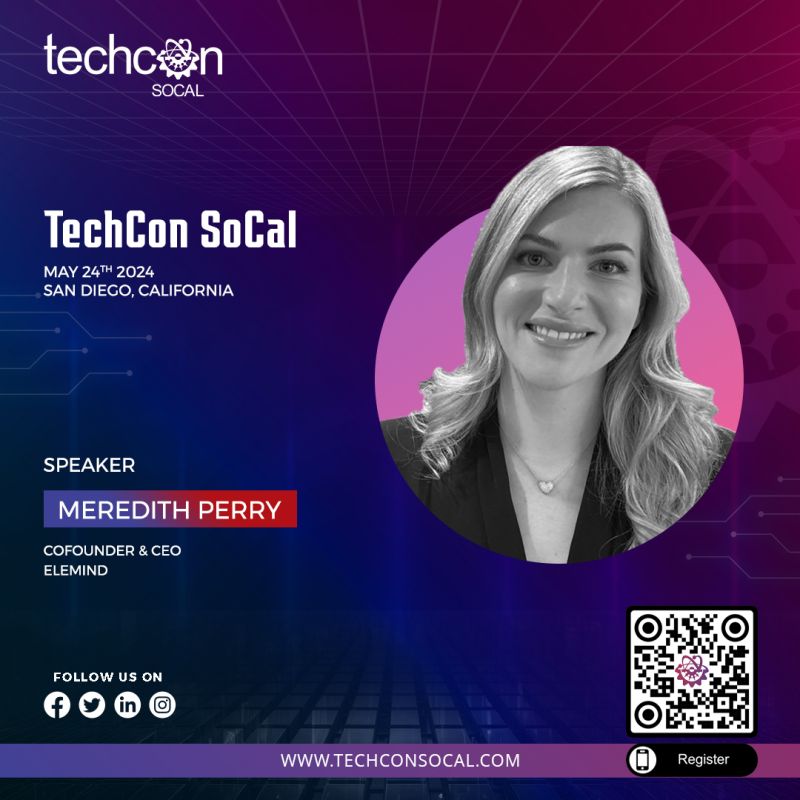 techcon
SOCAL
TechCon SoCal
MAY 24TH 2024
SAN DIEGO, CALIFORNIA
SPEAKER
MEREDITH PERRY
COFOUNDER & CEO
ELEMIND
FOLLOW US ON
WWW.TECHCONSOCAL.COM
Register